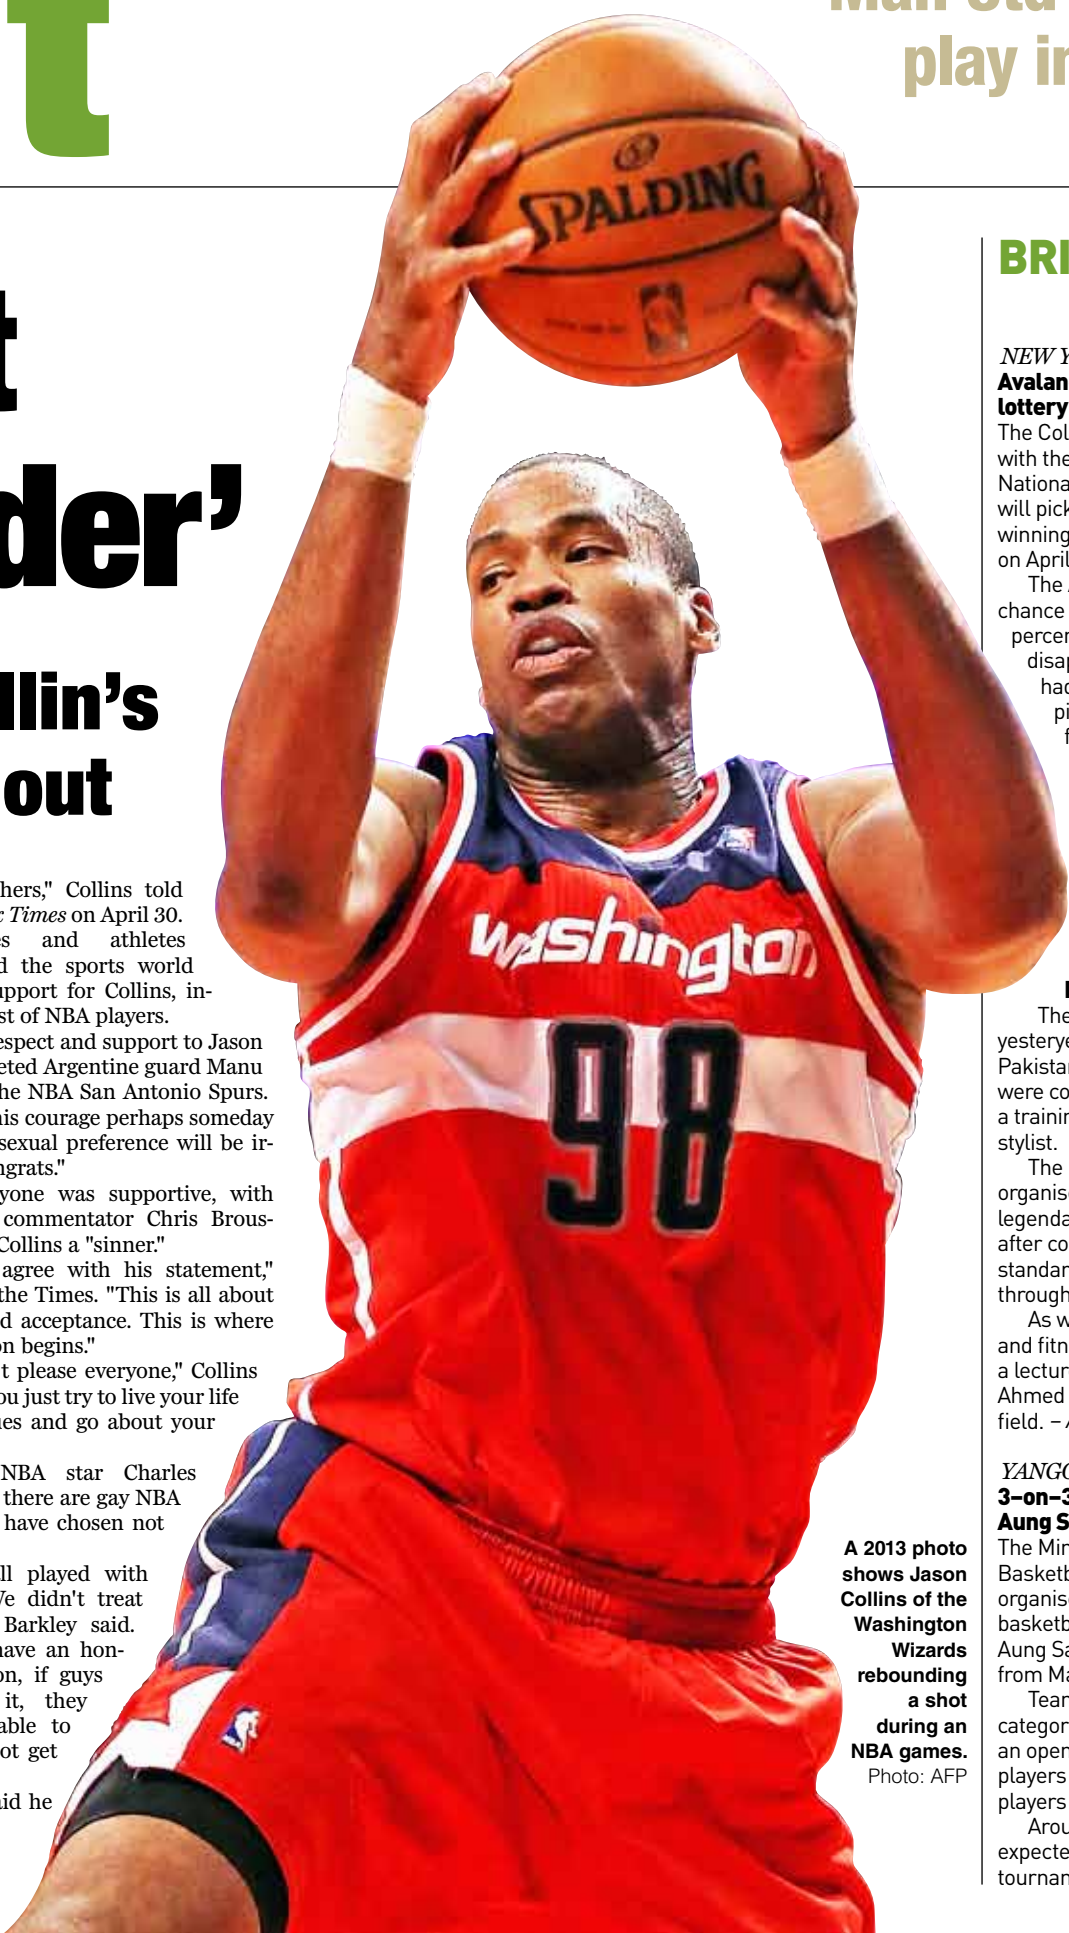 t
play in
SPALDING
t
der’
llin’s
out
hers," Collins told
Times on April 30.
es and athletes
d the sports world
upport for Collins, in-
st of NBA players.
espect and support to Jason
eted Argentine guard Manu
he NBA San Antonio Spurs.
his courage perhaps someday
sexual preference will be ir-
ngrats."
yone was supportive, with
commentator Chris Brous-
Collins a "sinner."
agree with his statement,"
the Times. "This is all about
d acceptance. This is where
on begins."
t please everyone," Collins
ou just try to live your life
ues and go about your
NBA star Charles
there are gay NBA
have chosen not
ll played with
We didn't treat
Barkley said.
have an hon-
on, if guys
it, they
able to
ot get
aid he
washington
98
A 2013 photo
shows Jason
Collins of the
Washington
Wizards
rebounding
a shot
during an
NBA games.
Photo: AFP
BRI
NEW Y
Avalan
lottery
The Col
with the
Nationa
will pick
winning
on April
The
chance
percen
disap
had
pi
f
The
yesterye
Pakistan
were co
a trainin
stylist.
The
organise
legenda
after co
standar
through
As w
and fitn
a lectur
Ahmed
field. –
YANGO
3–on–3
Aung S
The Min
Basketb
organise
basketb
Aung Sa
from Ma
Team
categor
an open
players
players
Arou
expecte
tournam